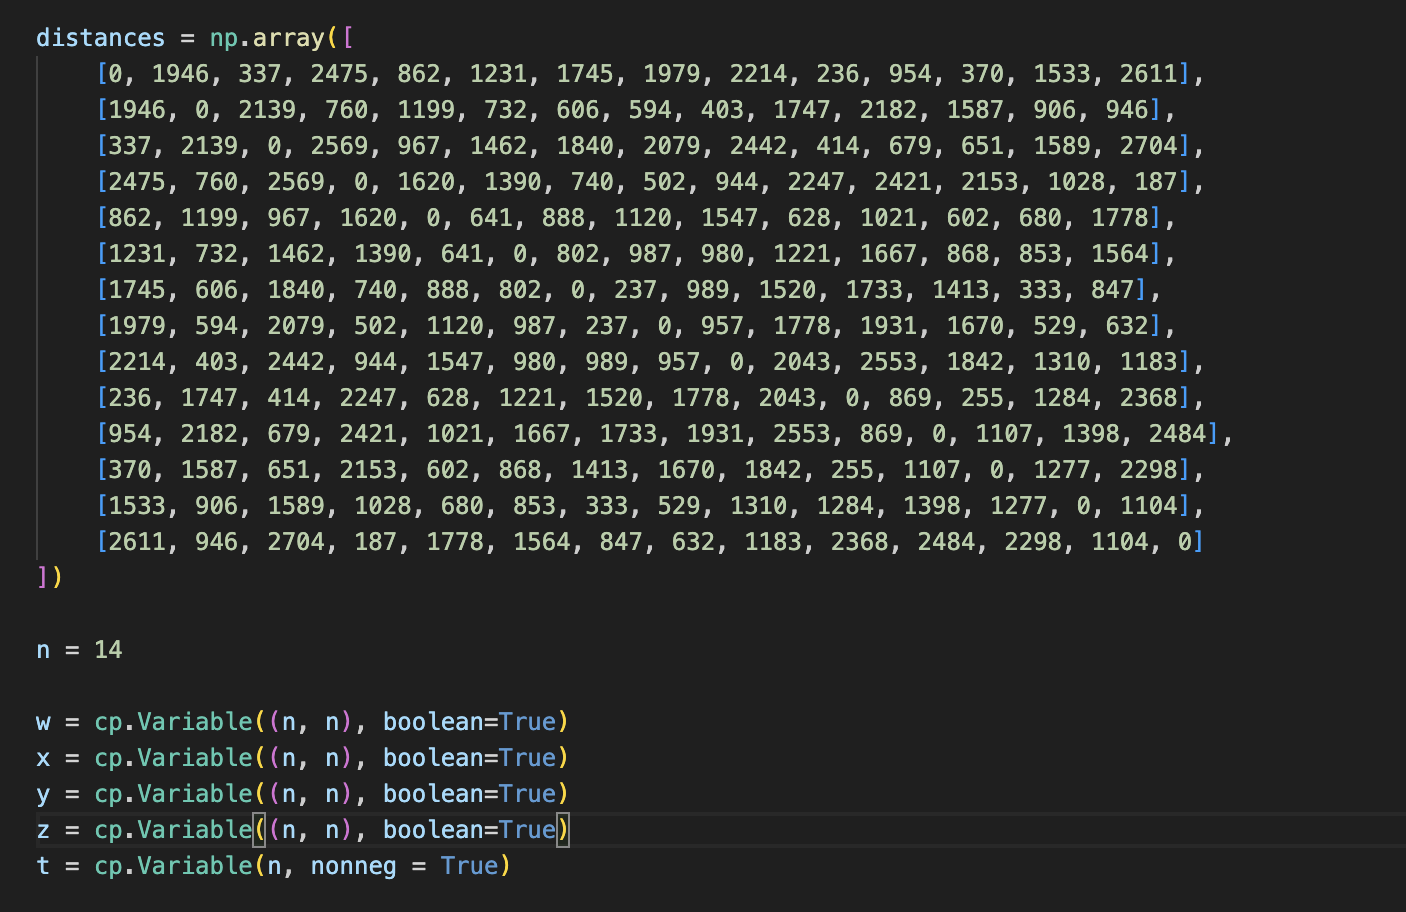 distances = np.array([
    [0, 1946, 337, 2475, 862, 1231, 1745, 1979, 2214, 236, 954, 370, 1533, 2611],
    [1946, 0, 2139, 760, 1199, 732, 606, 594, 403, 1747, 2182, 1587, 906, 946],
    [337, 2139, 0, 2569, 967, 1462, 1840, 2079, 2442, 414, 679, 651, 1589, 2704],
    [2475, 760, 2569, 0, 1620, 1390, 740, 502, 944, 2247, 2421, 2153, 1028, 187],
    [862, 1199, 967, 1620, 0, 641, 888, 1120, 1547, 628, 1021, 602, 680, 1778],
    [1231, 732, 1462, 1390, 641, 0, 802, 987, 980, 1221, 1667, 868, 853, 1564],
    [1745, 606, 1840, 740, 888, 802, 0, 237, 989, 1520, 1733, 1413, 333, 847],
    [1979, 594, 2079, 502, 1120, 987, 237, 0, 957, 1778, 1931, 1670, 529, 632],
    [2214, 403, 2442, 944, 1547, 980, 989, 957, 0, 2043, 2553, 1842, 1310, 1183],
    [236, 1747, 414, 2247, 628, 1221, 1520, 1778, 2043, 0, 869, 255, 1284, 2368],
    [954, 2182, 679, 2421, 1021, 1667, 1733, 1931, 2553, 869, 0, 1107, 1398, 2484],
    [370, 1587, 651, 2153, 602, 868, 1413, 1670, 1842, 255, 1107, 0, 1277, 2298],
    [1533, 906, 1589, 1028, 680, 853, 333, 529, 1310, 1284, 1398, 1277, 0, 1104],
    [2611, 946, 2704, 187, 1778, 1564, 847, 632, 1183, 2368, 2484, 2298, 1104, 0]
])
n = 14
w = cp.Variable((n, n), boolean=True)
x = cp.Variable((n, n), boolean=True)
y = cp.Variable((n, n), boolean=True)
z = cp.Variable((n, n), boolean=True)
t = cp.Variable(n, nonneg = True)